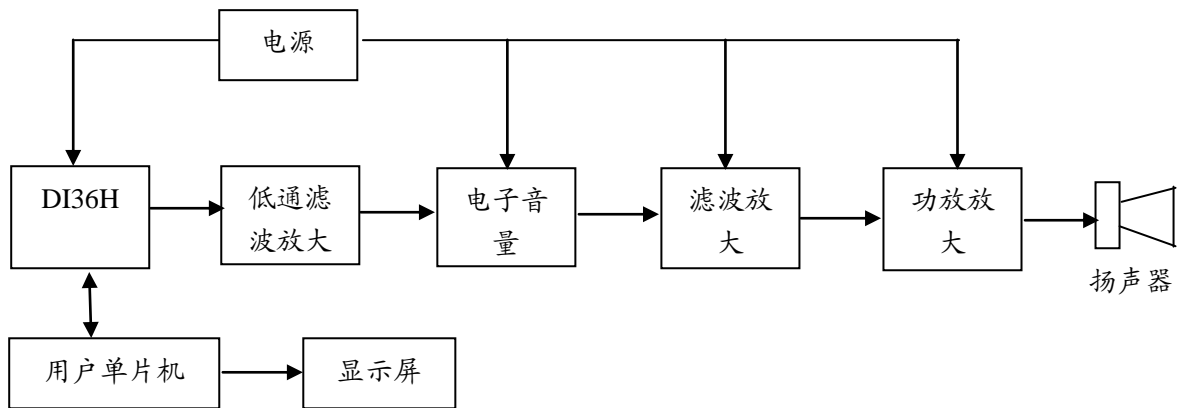 电源
DI36H
低通滤
波放大
电子音
量
滤波放
大
功放放
大
扬声器
用户单片机
显示屏